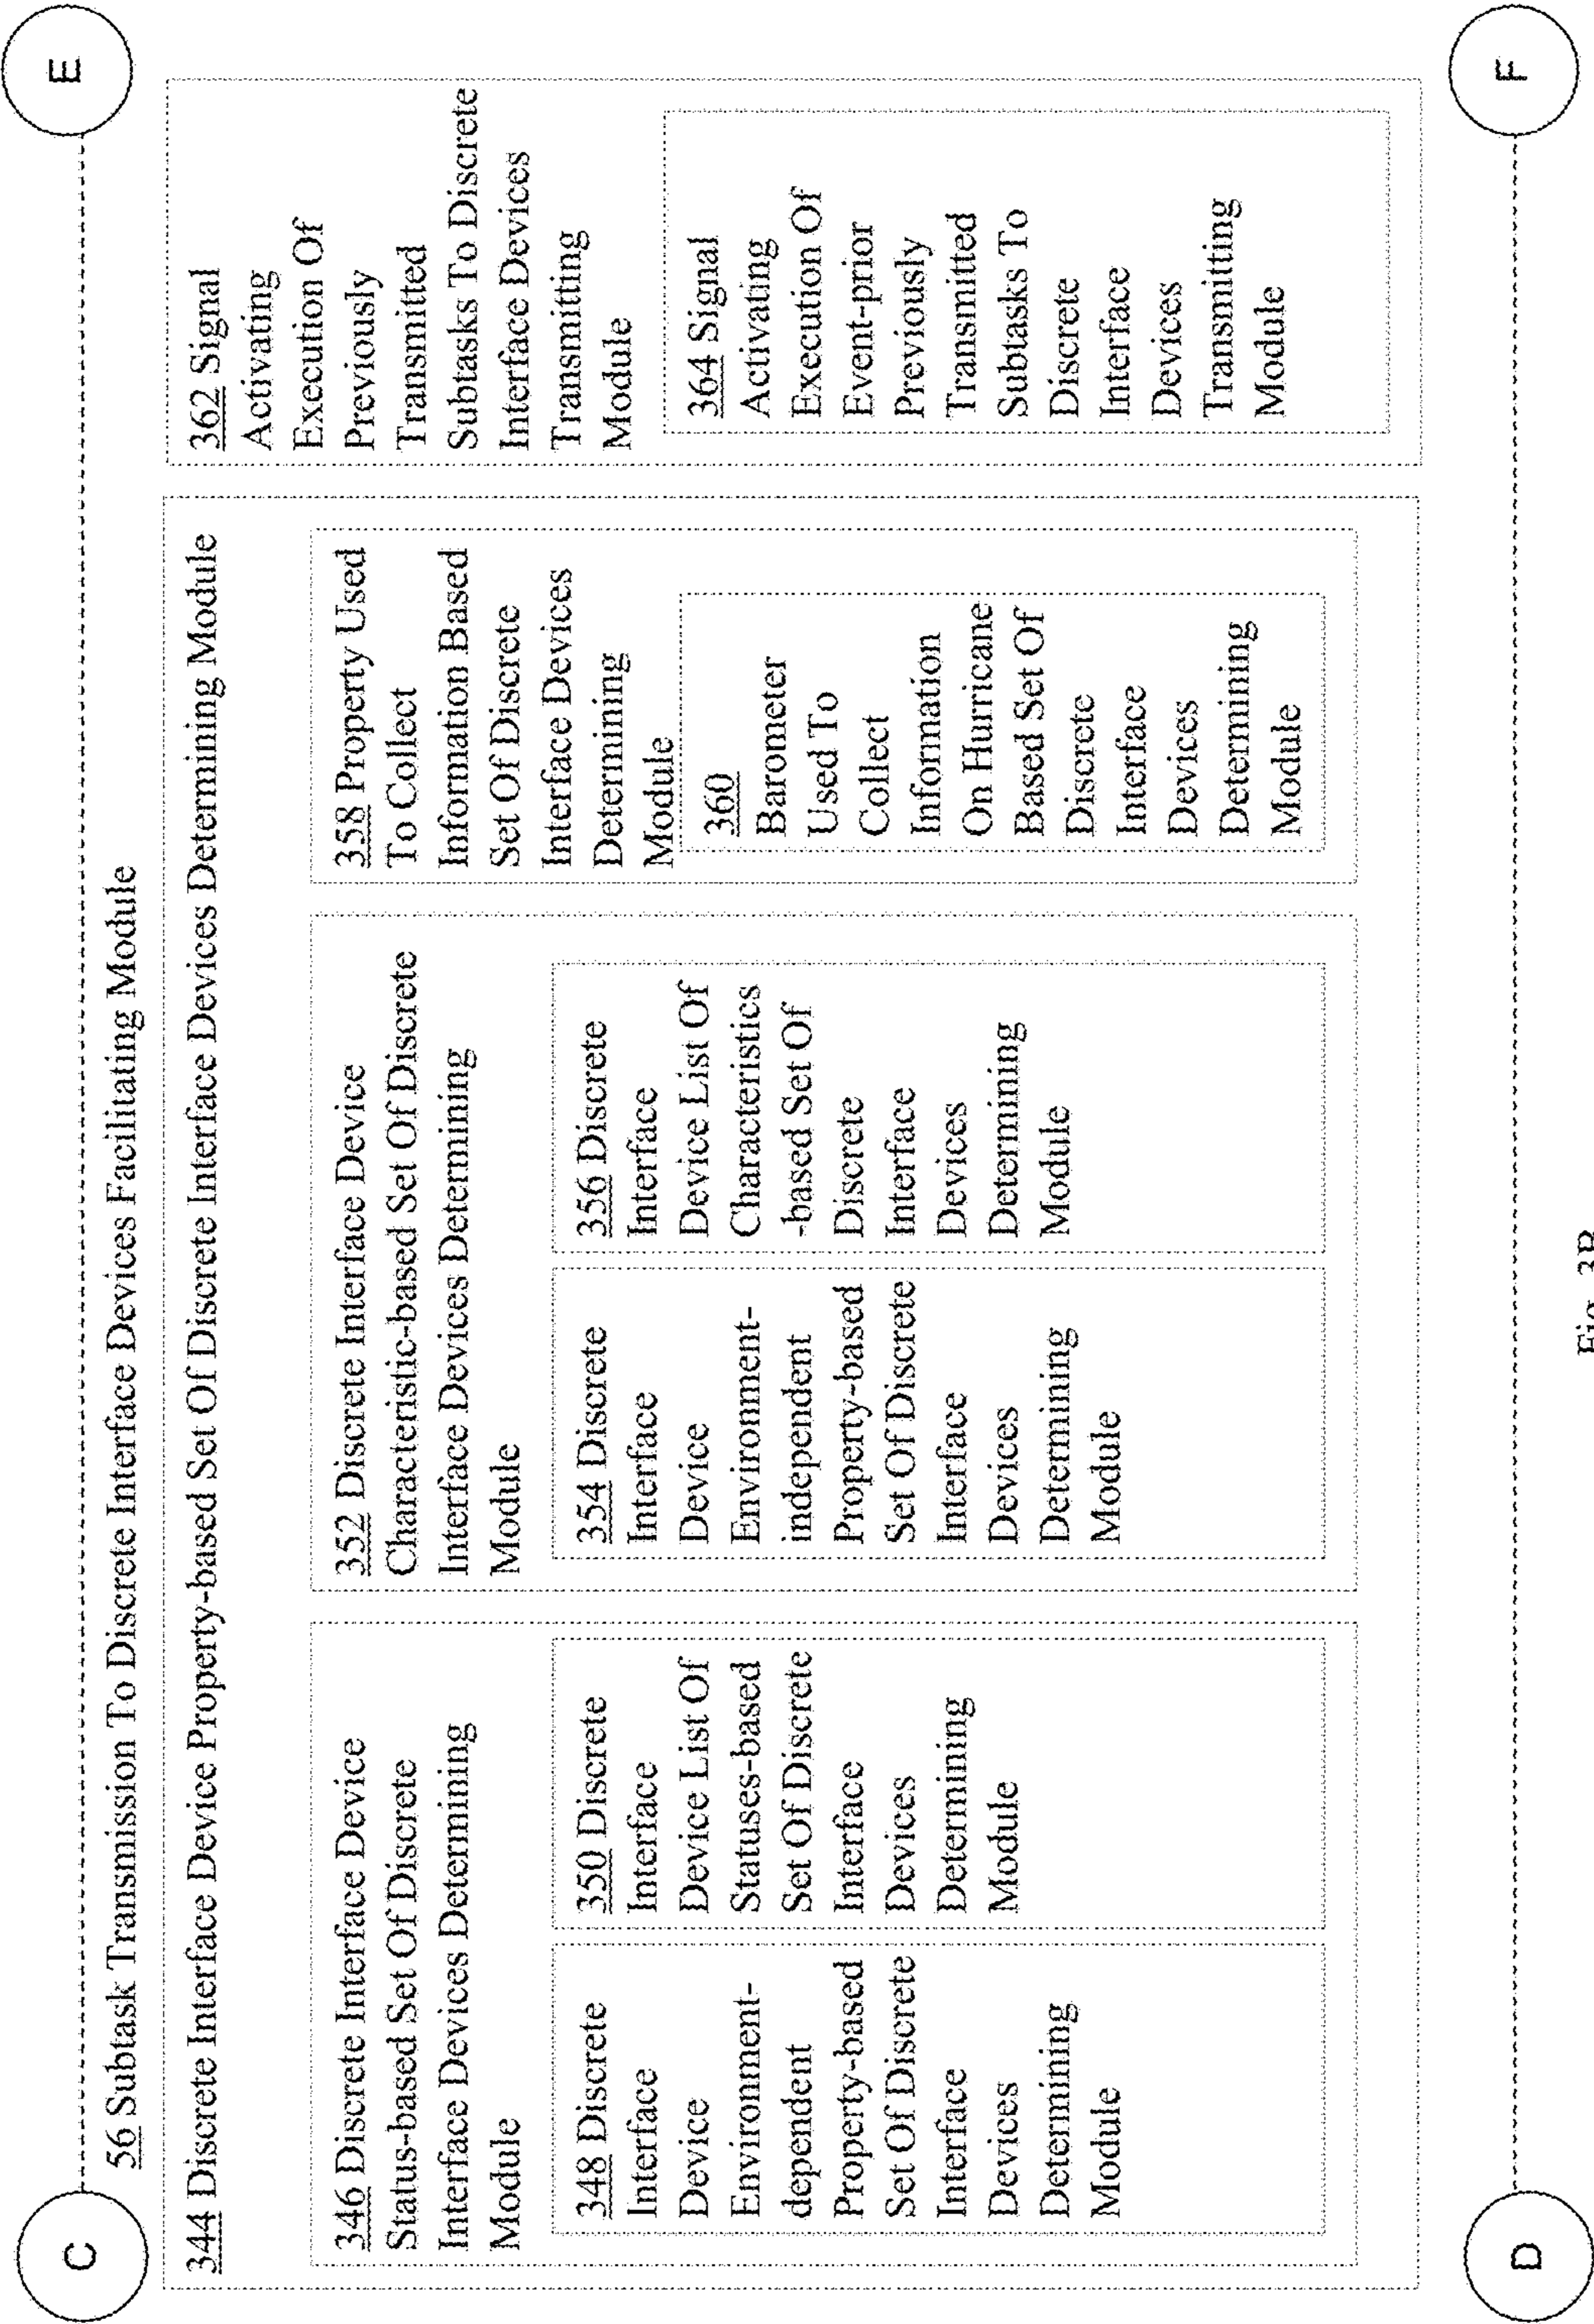 C
E
56 Subtask Transmission To Discrete Interface Devices Facilitating Module
344 Discrete Interface Device Property-based Set Of Discrete Interface Devices Determining Module
346 Discrete Interface Device
Status-based Set Of Discrete
Interface Devices Determining
Module
348 Discrete
Interface
Device
Environment-
dependent
Property-based
Set Of Discrete
Interface
Devices
Determining
Module
350 Discrete
Interface
Device List Of
Statuses-based
Set Of Discrete
Interface
Devices
Determining
Module
352 Discrete Interface Device
Characteristic-based Set Of Discrete
Interface Devices Determining
Module
354 Discrete
Interface
Device
Environment-
independent
Property-based
Set Of Discrete
Interface
Devices
Determining
Module
356 Discrete
Interface
Device List Of
Characteristics
-based Set Of
Discrete
Interface
Devices
Determining
Module
358 Property Used
To Collect
Information Based
Set Of Discrete
Interface Devices
Determining
Module
360
Barometer
Used To
Collect
Information
On Hurricane
Based Set Of
Discrete
Interface
Devices
Determining
Module
362 Signal
Activating
Execution Of
Previously
Transmitted
Subtasks To Discrete
Interface Devices
Transmitting
Module
364 Signal
Activating
Execution Of
Event-prior
Previously
Transmitted
Subtasks To
Discrete
Interface
Devices
Transmitting
Module
D
F